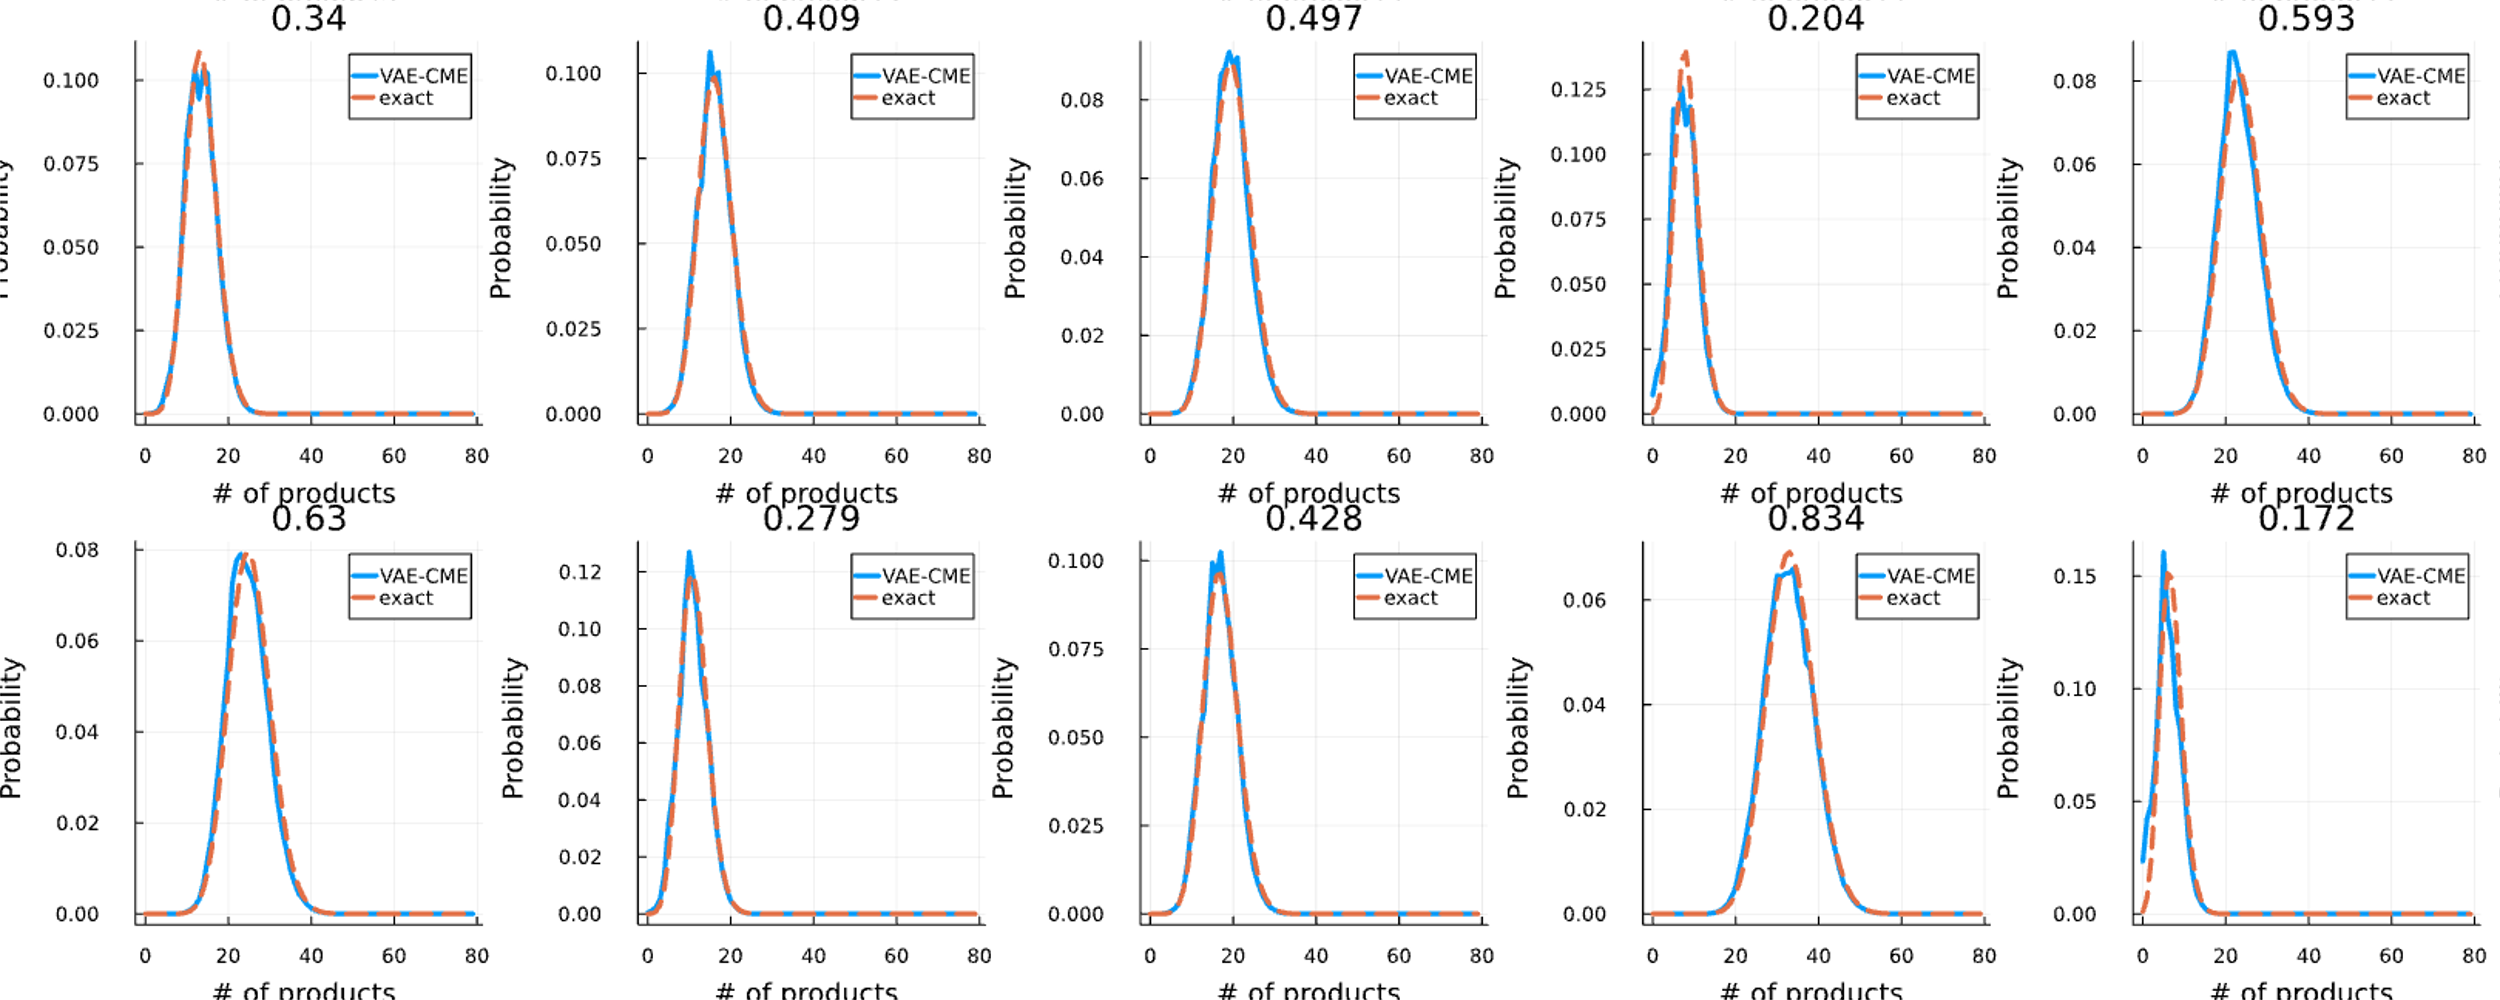 0.34
0.409
0.497
0.204
0.593
VAE-CME
exact
VAE-CME
exact
VAE-CME
exact
VAE-CME
exact
VAE-CME
exact
Probability
0.100
0.075
0.050
0.025
0.000
Probability
0.100
0.075
0.050
0.025
0.000
Probability
0.08
0.06
0.04
0.02
0.00
Probability
0.125
0.100
0.075
0.050
0.025
0.000
Probability
0.08
0.06
0.04
0.02
0.00
0 20 40 60 80
0 20 40 60 80
0 20 40 60 80
0 20 40 60 80
0 20 40 60 80
# of products
# of products
# of products
# of products
# of products
0.63
0.279
0.428
0.834
0.172
VAE-CME
exact
VAE-CME
exact
VAE-CME
exact
VAE-CME
exact
VAE-CME
exact
Probability
0.08
0.06
0.04
0.02
0.00
Probability
0.12
0.10
0.08
0.06
0.04
0.02
0.00
Probability
0.100
0.075
0.050
0.025
0.000
Probability
0.06
0.04
0.02
0.00
Probability
0.15
0.10
0.05
0.00
0 20 40 60 80
0 20 40 60 80
0 20 40 60 80
0 20 40 60 80
0 20 40 60 80
# of products
# of products
# of products
# of products
# of products